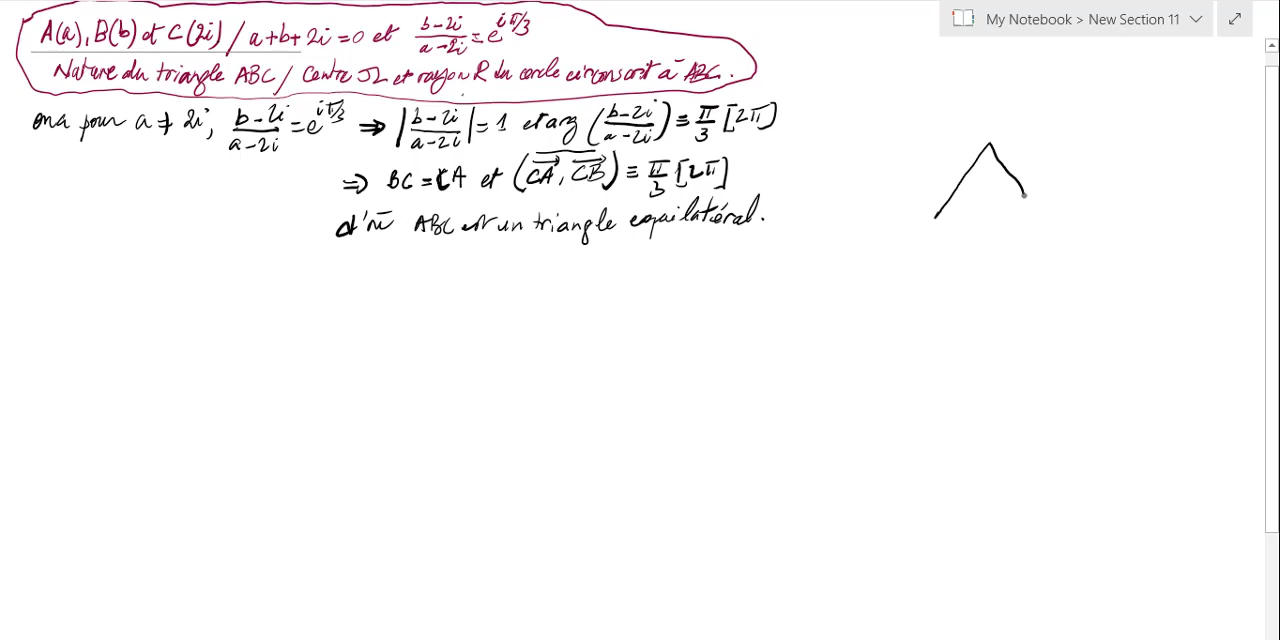 My Notebook > New Section 11
A(a), B(b) et C(2i) / a+b+2i=0 et (b-2i)/(a-2i) = e^{iπ/3}
Nature du triangle ABC / Centre Ω et rayon R du cercle circonscrit à ABC.
on a pour a ≠ 2i, (b-2i)/(a-2i) = e^{iπ/3} ⇒ |(b-2i)/(a-2i)| = 1 et arg ((b-2i)/(a-2i)) ≡ π/3 [2π]
⇒ BC = CA et (CA, CB) ≡ π/3 [2π]
d'où ABC est un triangle equilatéral.